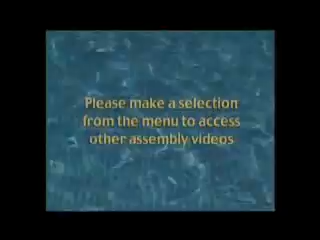 Please make a selection
from the menu to access
other assembly videos